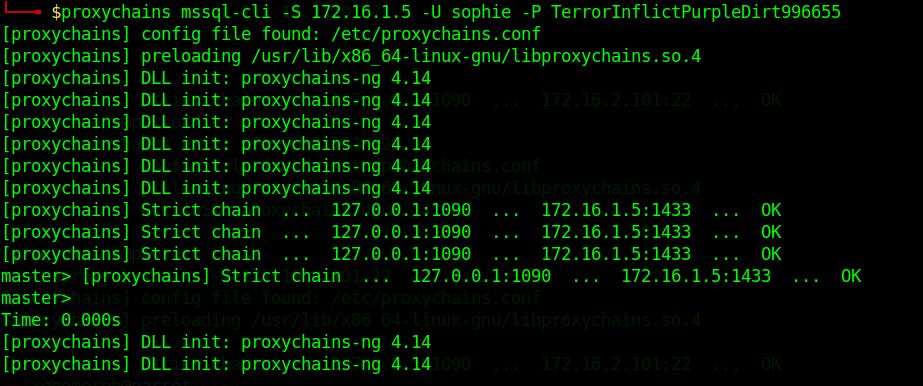 $proxychains mssql-cli -S 172.16.1.5 -U sophie -P TerrorInflictPurpleDirt996655
[proxychains] config file found: /etc/proxychains.conf
[proxychains] preloading /usr/lib/x86_64-linux-gnu/libproxychains.so.4
[proxychains] DLL init: proxychains-ng 4.14
[proxychains] DLL init: proxychains-ng 4.14
[proxychains] DLL init: proxychains-ng 4.14
[proxychains] DLL init: proxychains-ng 4.14
[proxychains] DLL init: proxychains-ng 4.14
[proxychains] DLL init: proxychains-ng 4.14
[proxychains] Strict chain  ...  127.0.0.1:1090  ...  172.16.1.5:1433  ...  OK
[proxychains] Strict chain  ...  127.0.0.1:1090  ...  172.16.1.5:1433  ...  OK
[proxychains] Strict chain  ...  127.0.0.1:1090  ...  172.16.1.5:1433  ...  OK
master> [proxychains] Strict chain  ...  127.0.0.1:1090  ...  172.16.1.5:1433  ...  OK
master>
Time: 0.000s
[proxychains] DLL init: proxychains-ng 4.14
[proxychains] DLL init: proxychains-ng 4.14